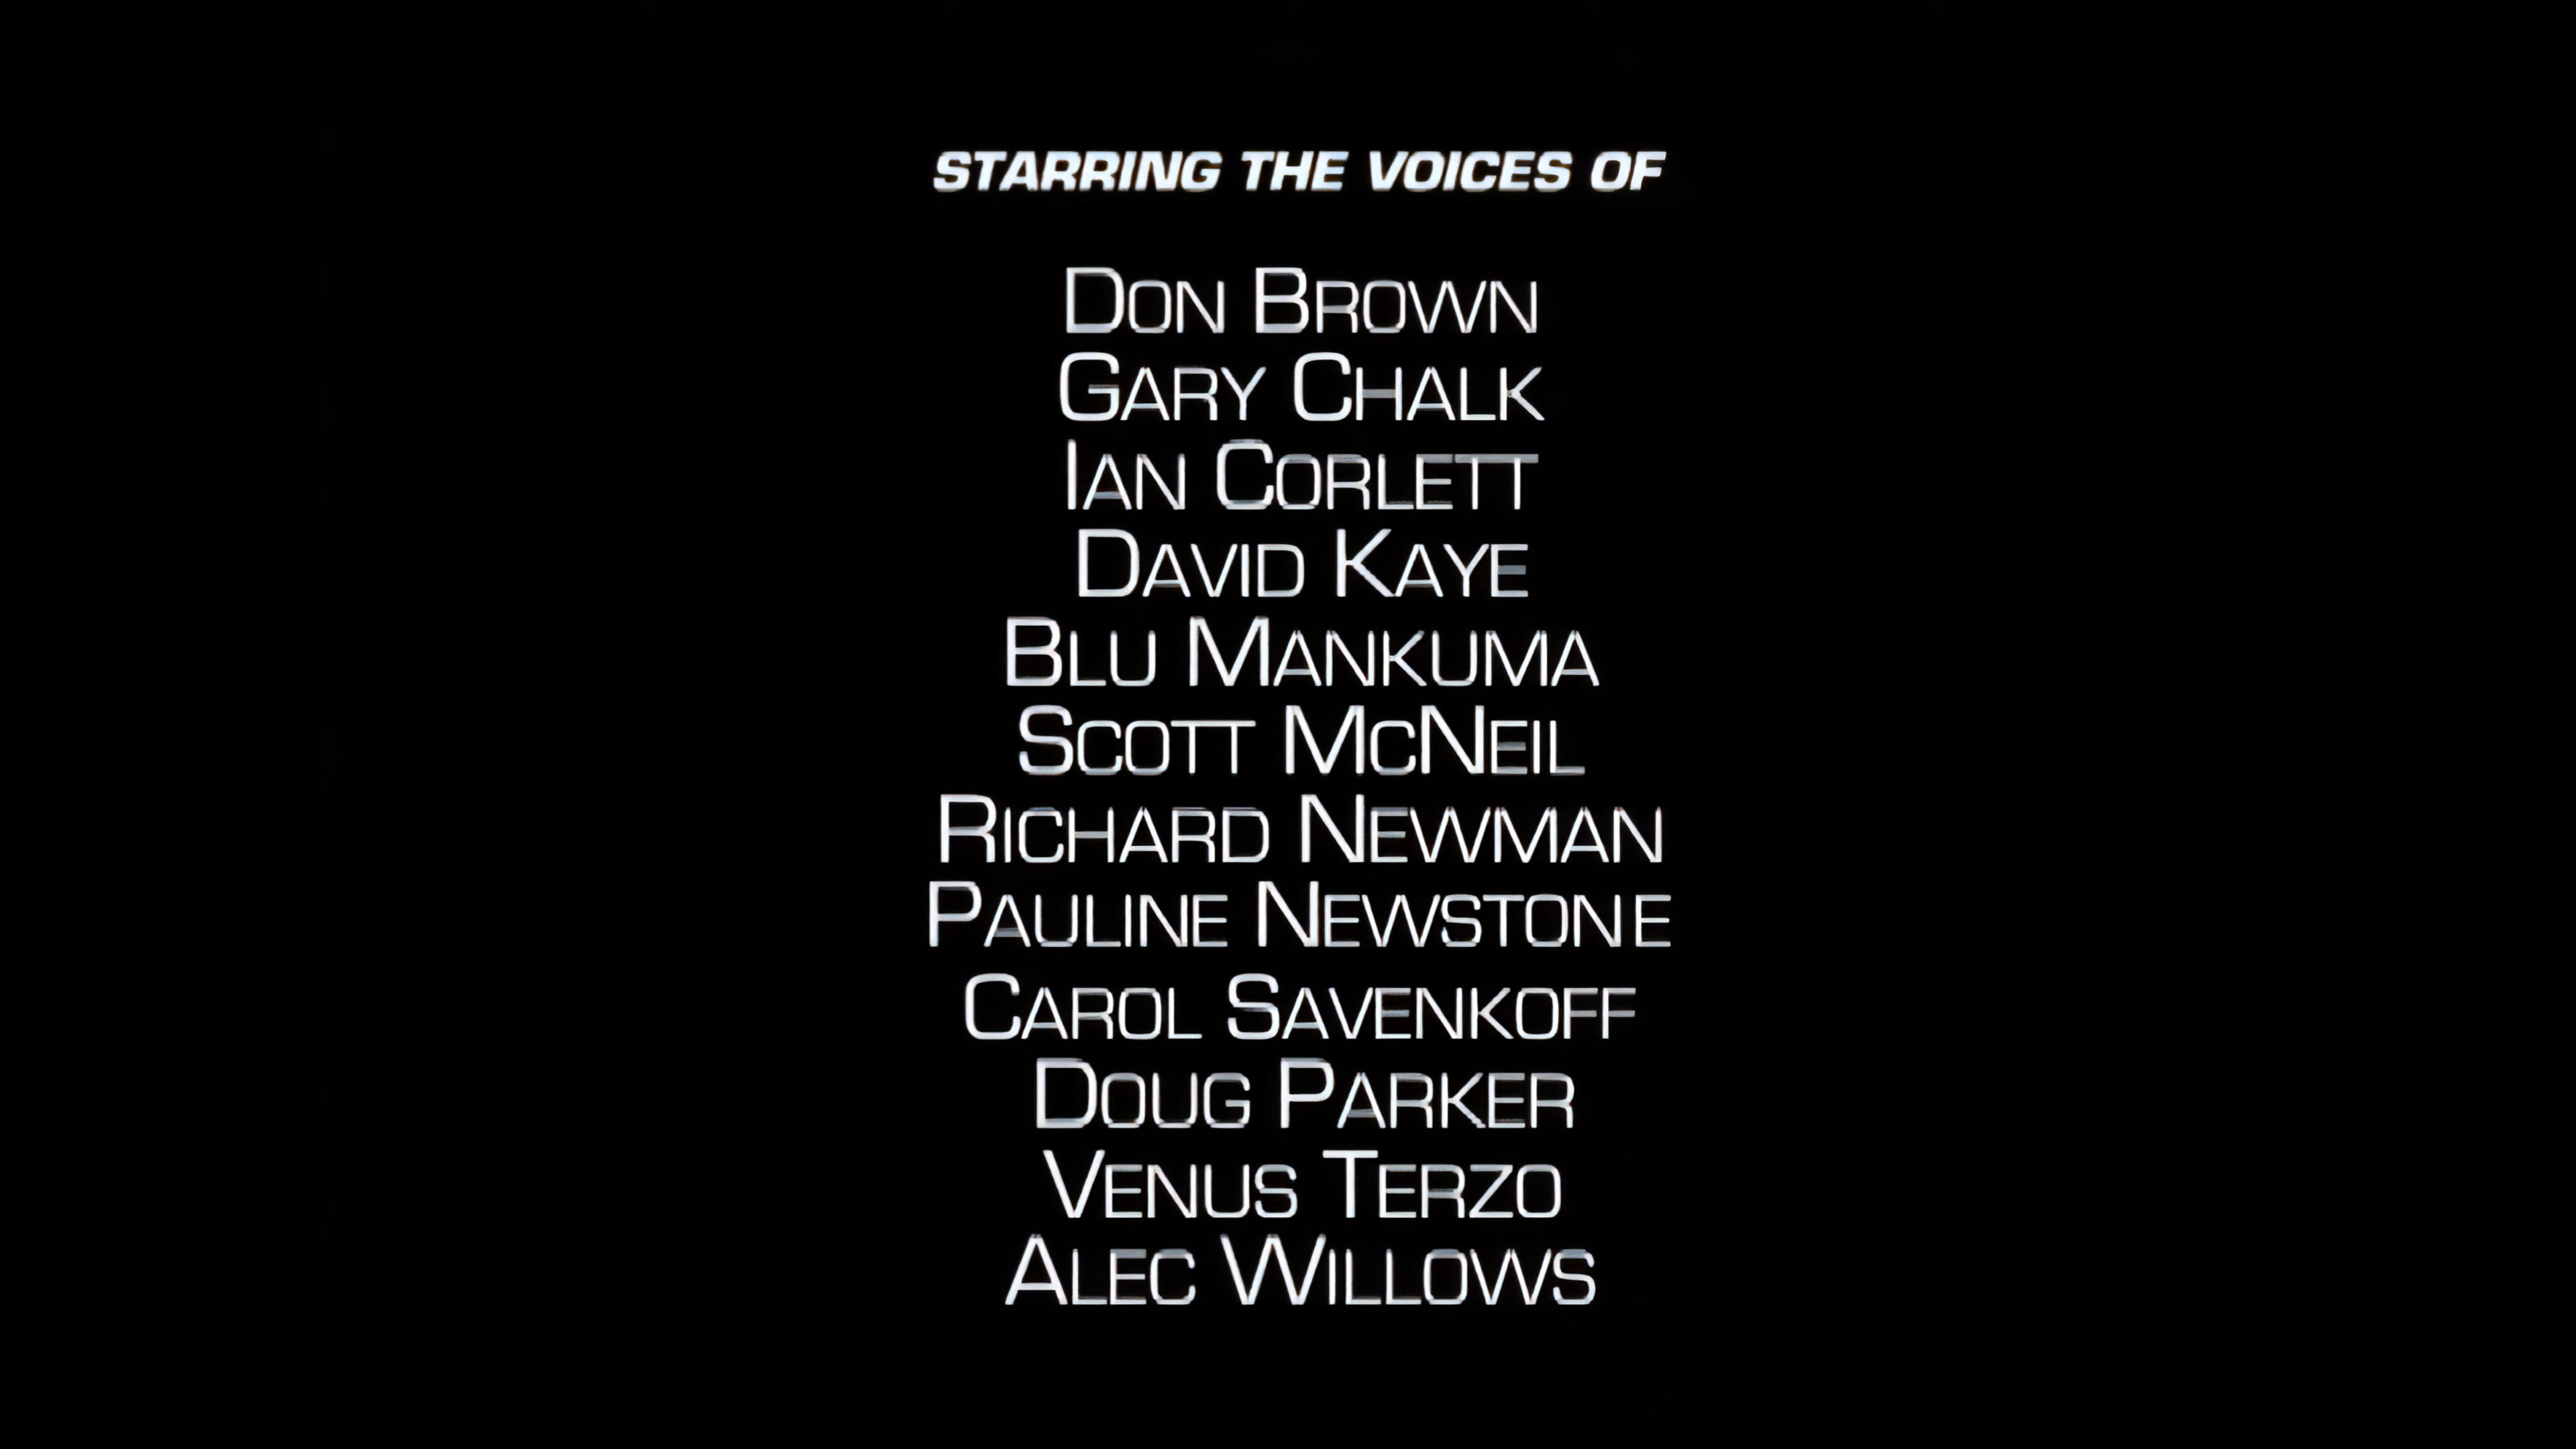 STARRING THE VOICES OF
DON BROWN
GARY CHALK
IAN CORLETT
DAVID KAYE
BLU MANKUMA
SCOTT MCNEIL
RICHARD NEWMAN
PAULINE NEWSTONE
CAROL SAVENKOFF
DOUG PARKER
VENUS TERZO
ALEC WILLOWS